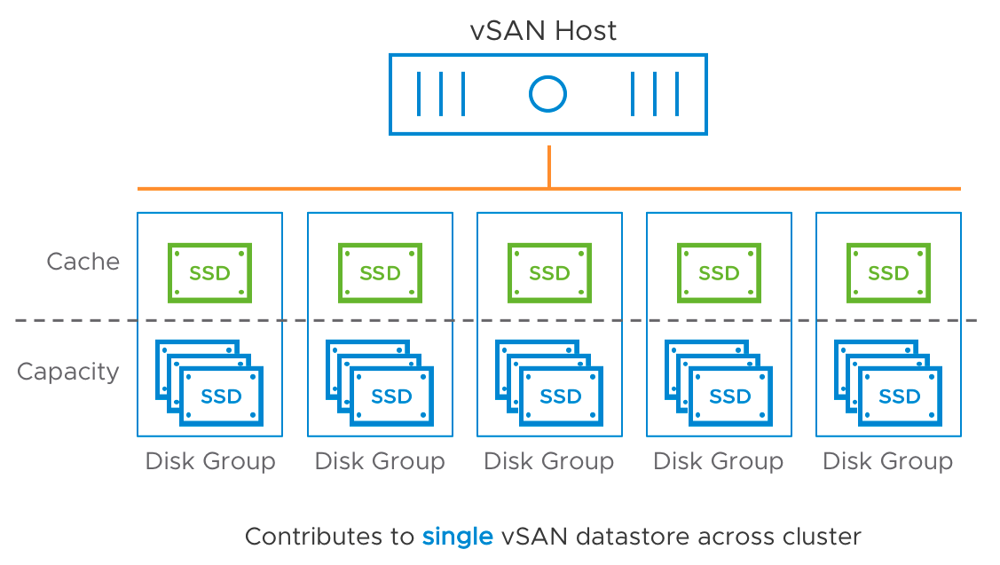 vSAN Host
Cache
SSD SSD SSD SSD SSD
Capacity
SSD SSD SSD SSD SSD
Disk Group Disk Group Disk Group Disk Group Disk Group
Contributes to single vSAN datastore across cluster